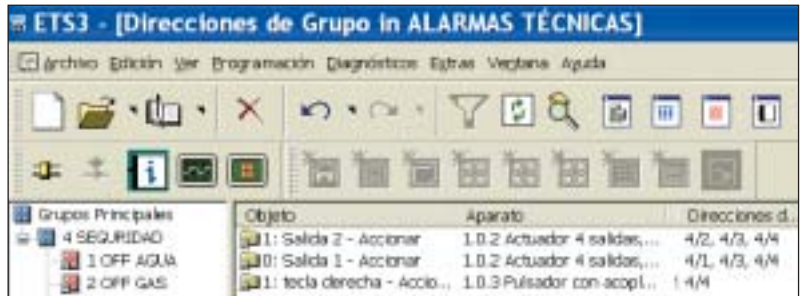 ETS3 - [Direcciones de Grupo in ALARMAS TÉCNICAS]
Archivo Edición Ver Programación Diagnósticos Extras Ventana Ayuda
Grupos Principales Objeto Aparato Direcciones d...
4 SEGURIDAD 1: Salida 2 - Accionar 1.0.2 Actuador 4 salidas,... 4/2, 4/3, 4/4
1 OFF AGUA 0: Salida 1 - Accionar 1.0.2 Actuador 4 salidas,... 4/1, 4/3, 4/4
2 OFF GAS 1: tecla derecha - Accio... 1.0.3 Pulsador con acopl... ! 4/4